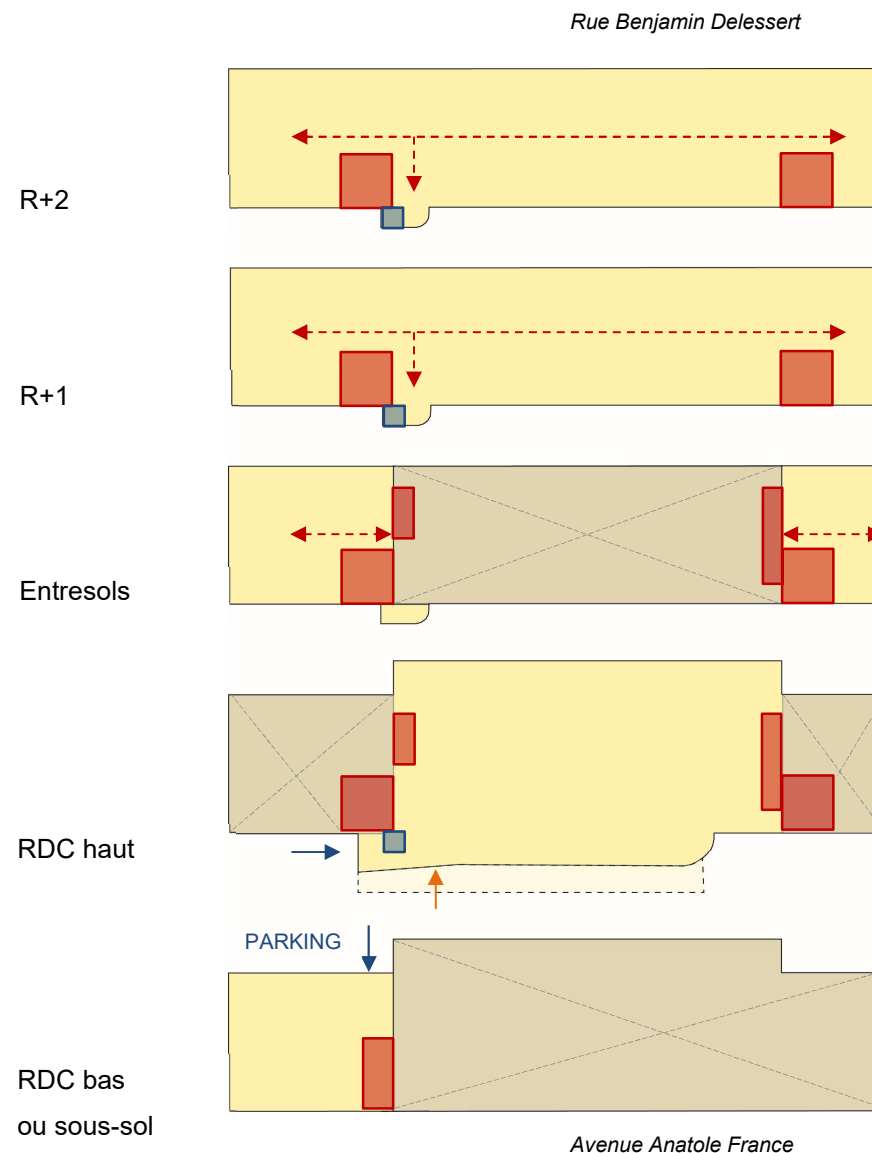 Rue Benjamin Delessert
R+2
R+1
Entresols
RDC haut
PARKING
RDC bas
ou sous-sol
Avenue Anatole France